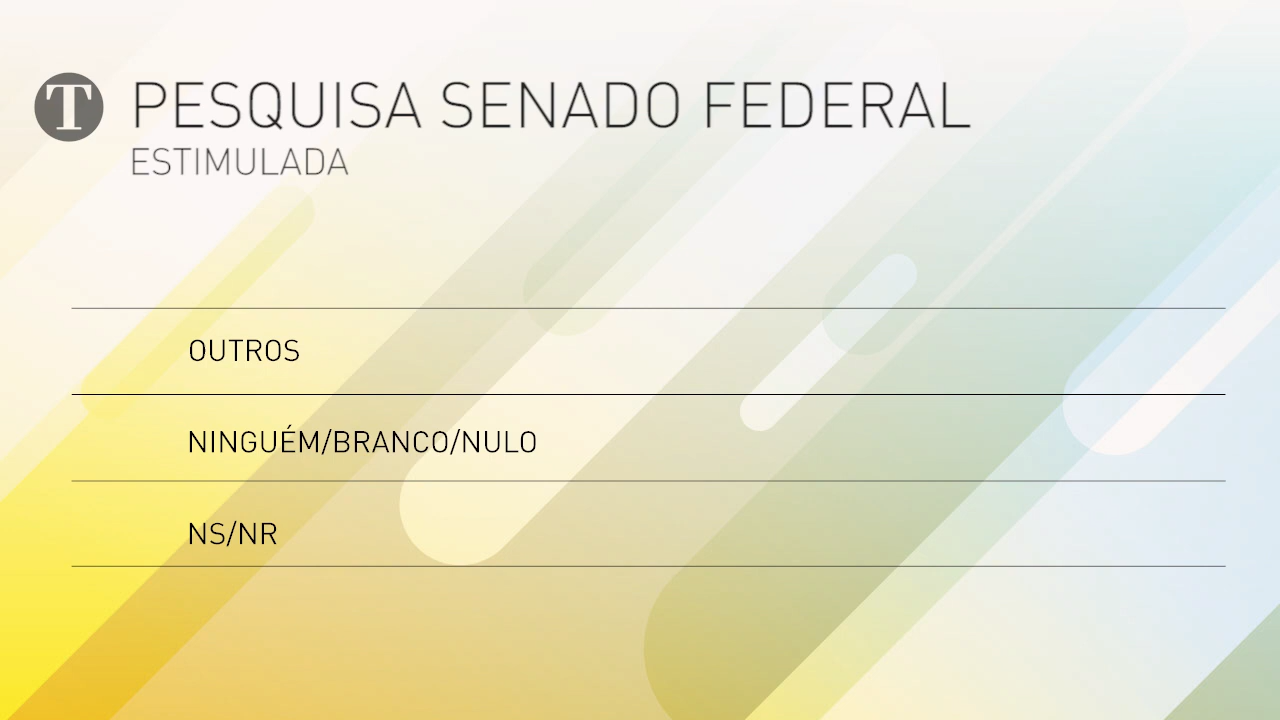 T PESQUISA SENADO FEDERAL
ESTIMULADA
OUTROS
NINGUÉM/BRANCO/NULO
NS/NR